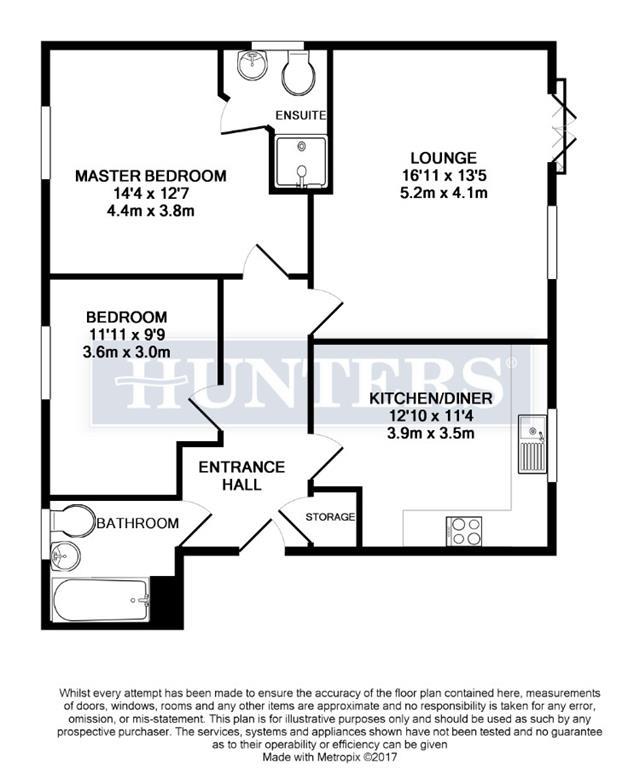 ENSUITE
MASTER BEDROOM
14'4 x 12'7
4.4m x 3.8m
LOUNGE
16'11 x 13'5
5.2m x 4.1m
BEDROOM
11'11 x 9'9
3.6m x 3.0m
HUNTERS®
KITCHEN/DINER
12'10 x 11'4
3.9m x 3.5m
ENTRANCE
HALL
STORAGE
BATHROOM
Whilst every attempt has been made to ensure the accuracy of the floor plan contained here, measurements
of doors, windows, rooms and any other items are approximate and no responsibility is taken for any error,
omission, or mis-statement. This plan is for illustrative purposes only and should be used as such by any
prospective purchaser. The services, systems and appliances shown have not been tested and no guarantee
as to their operability or efficiency can be given
Made with Metropix ©2017